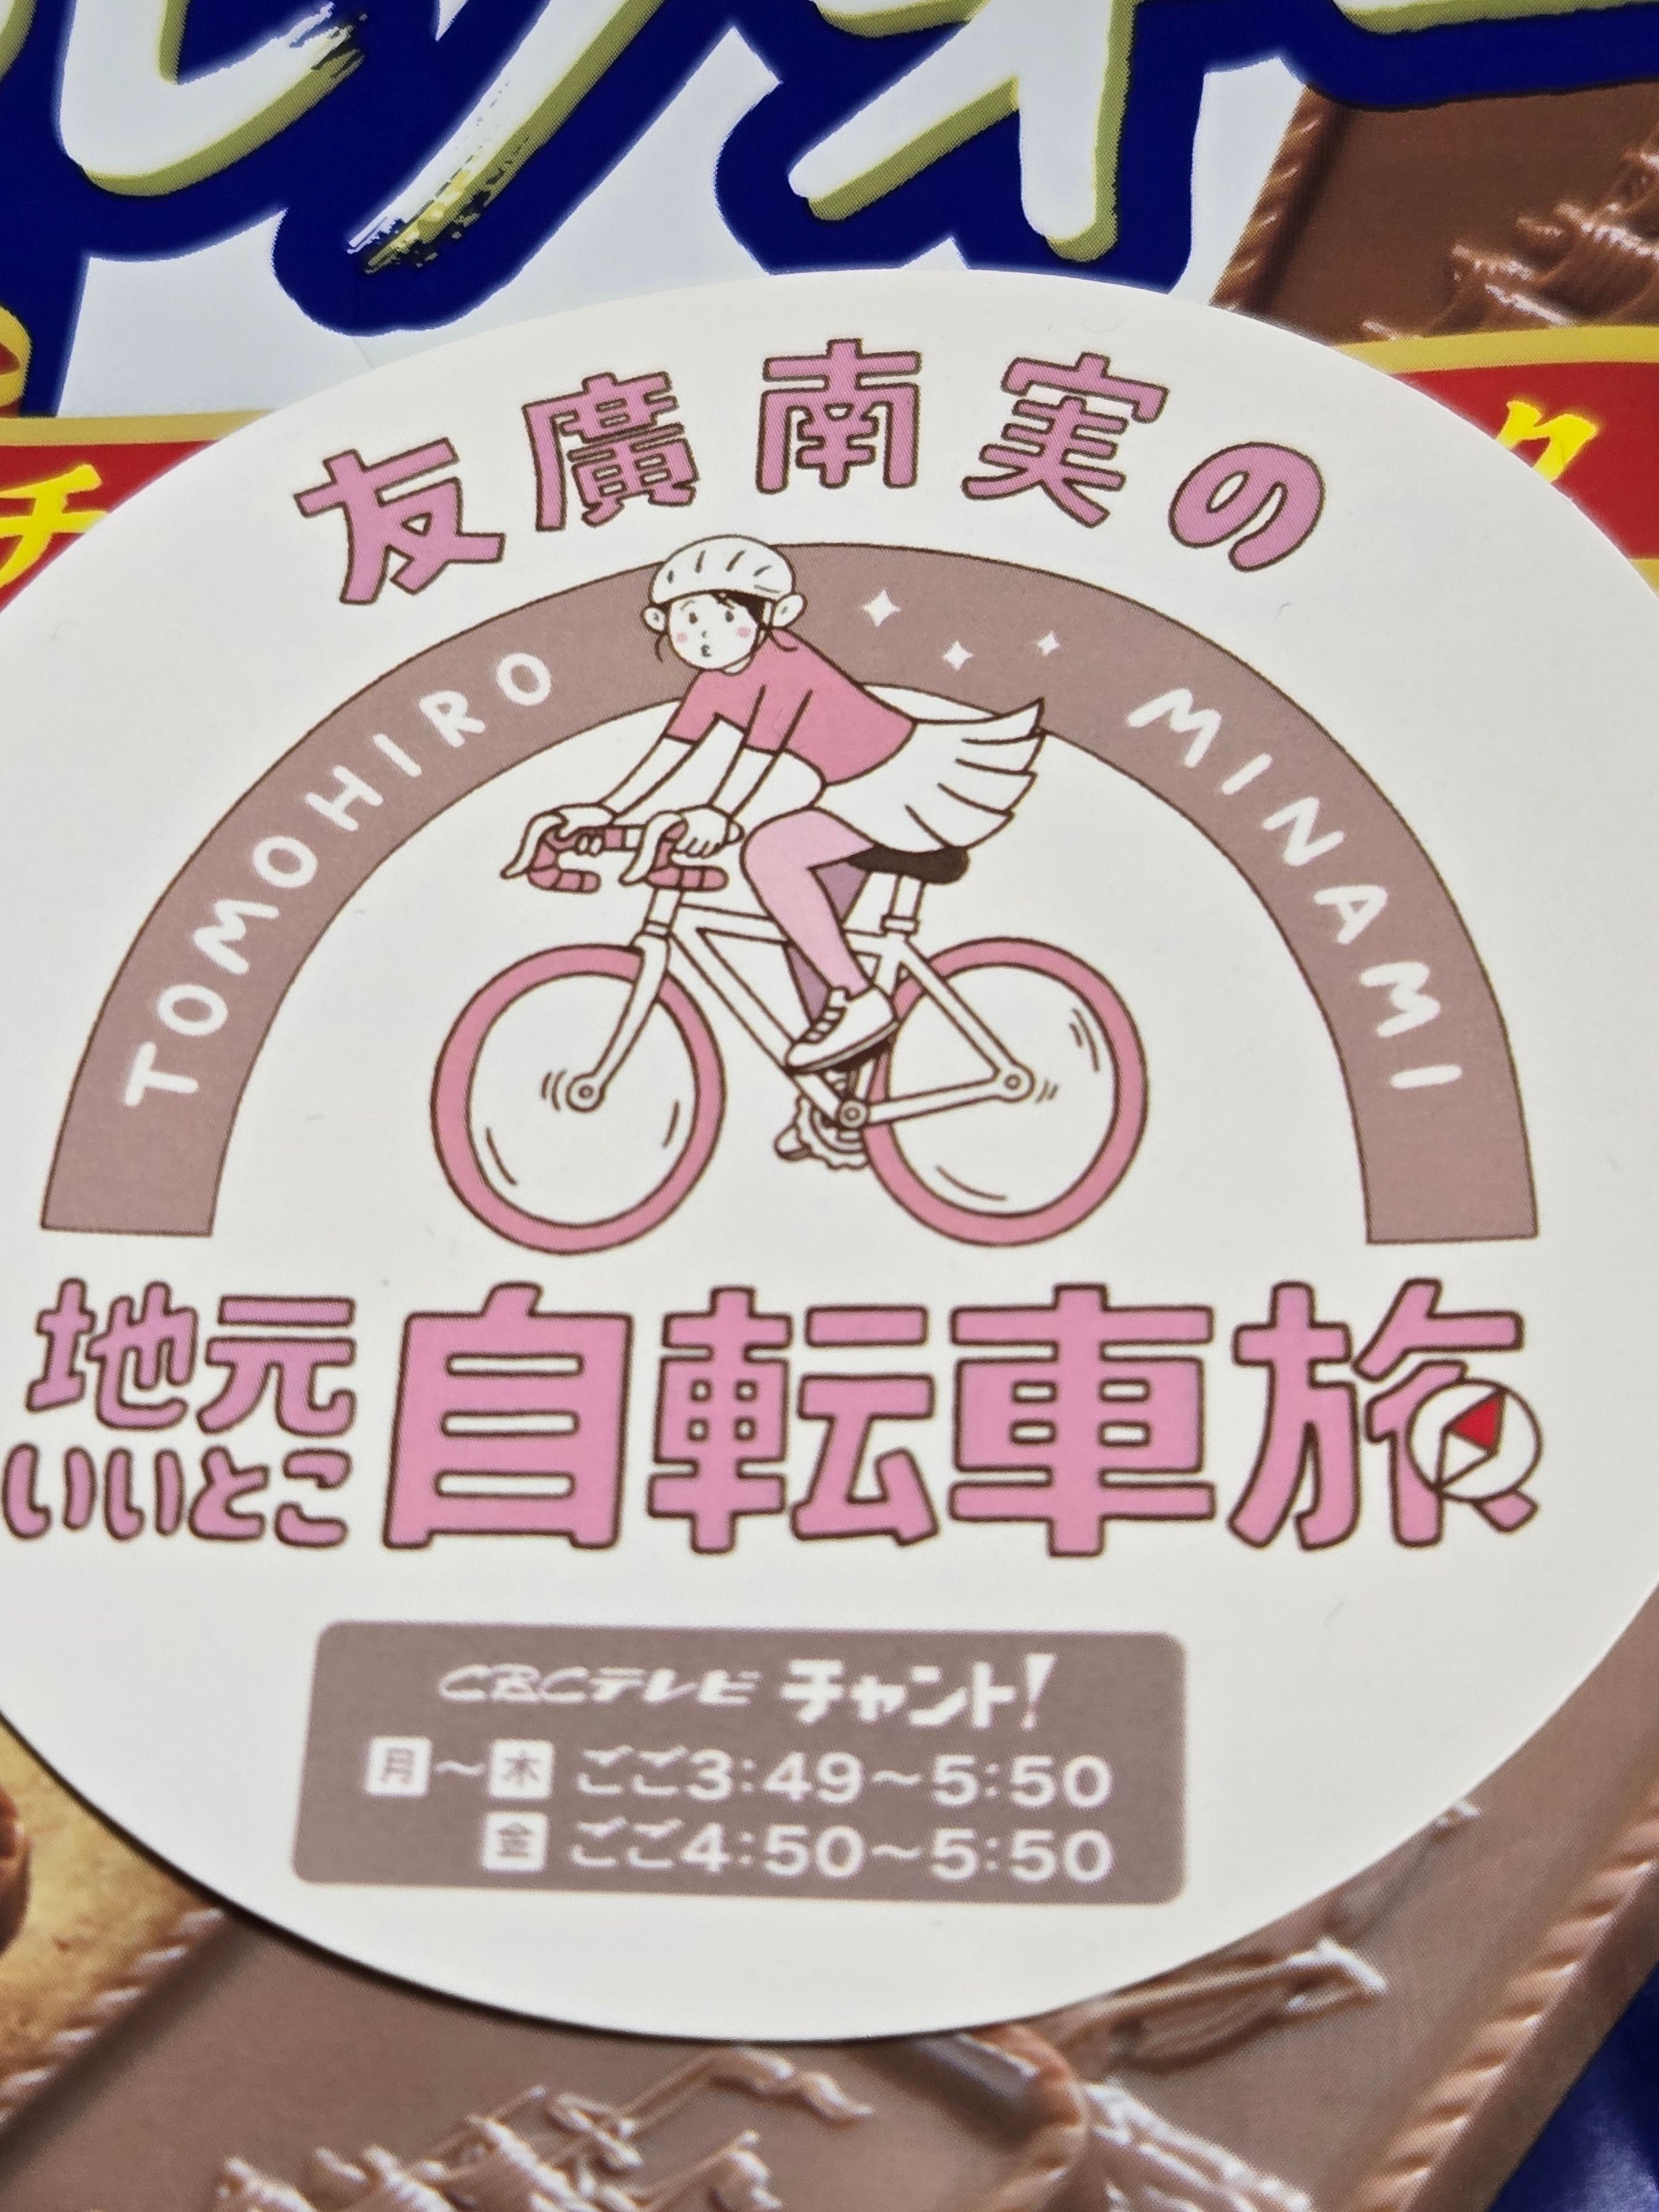 友廣南実の
TOMOHIRO MINAMI
地元
いいとこ
自転車旅
CBCテレビ チャント!
月~木 ごご3:49~5:50
金 ごご4:50~5:50